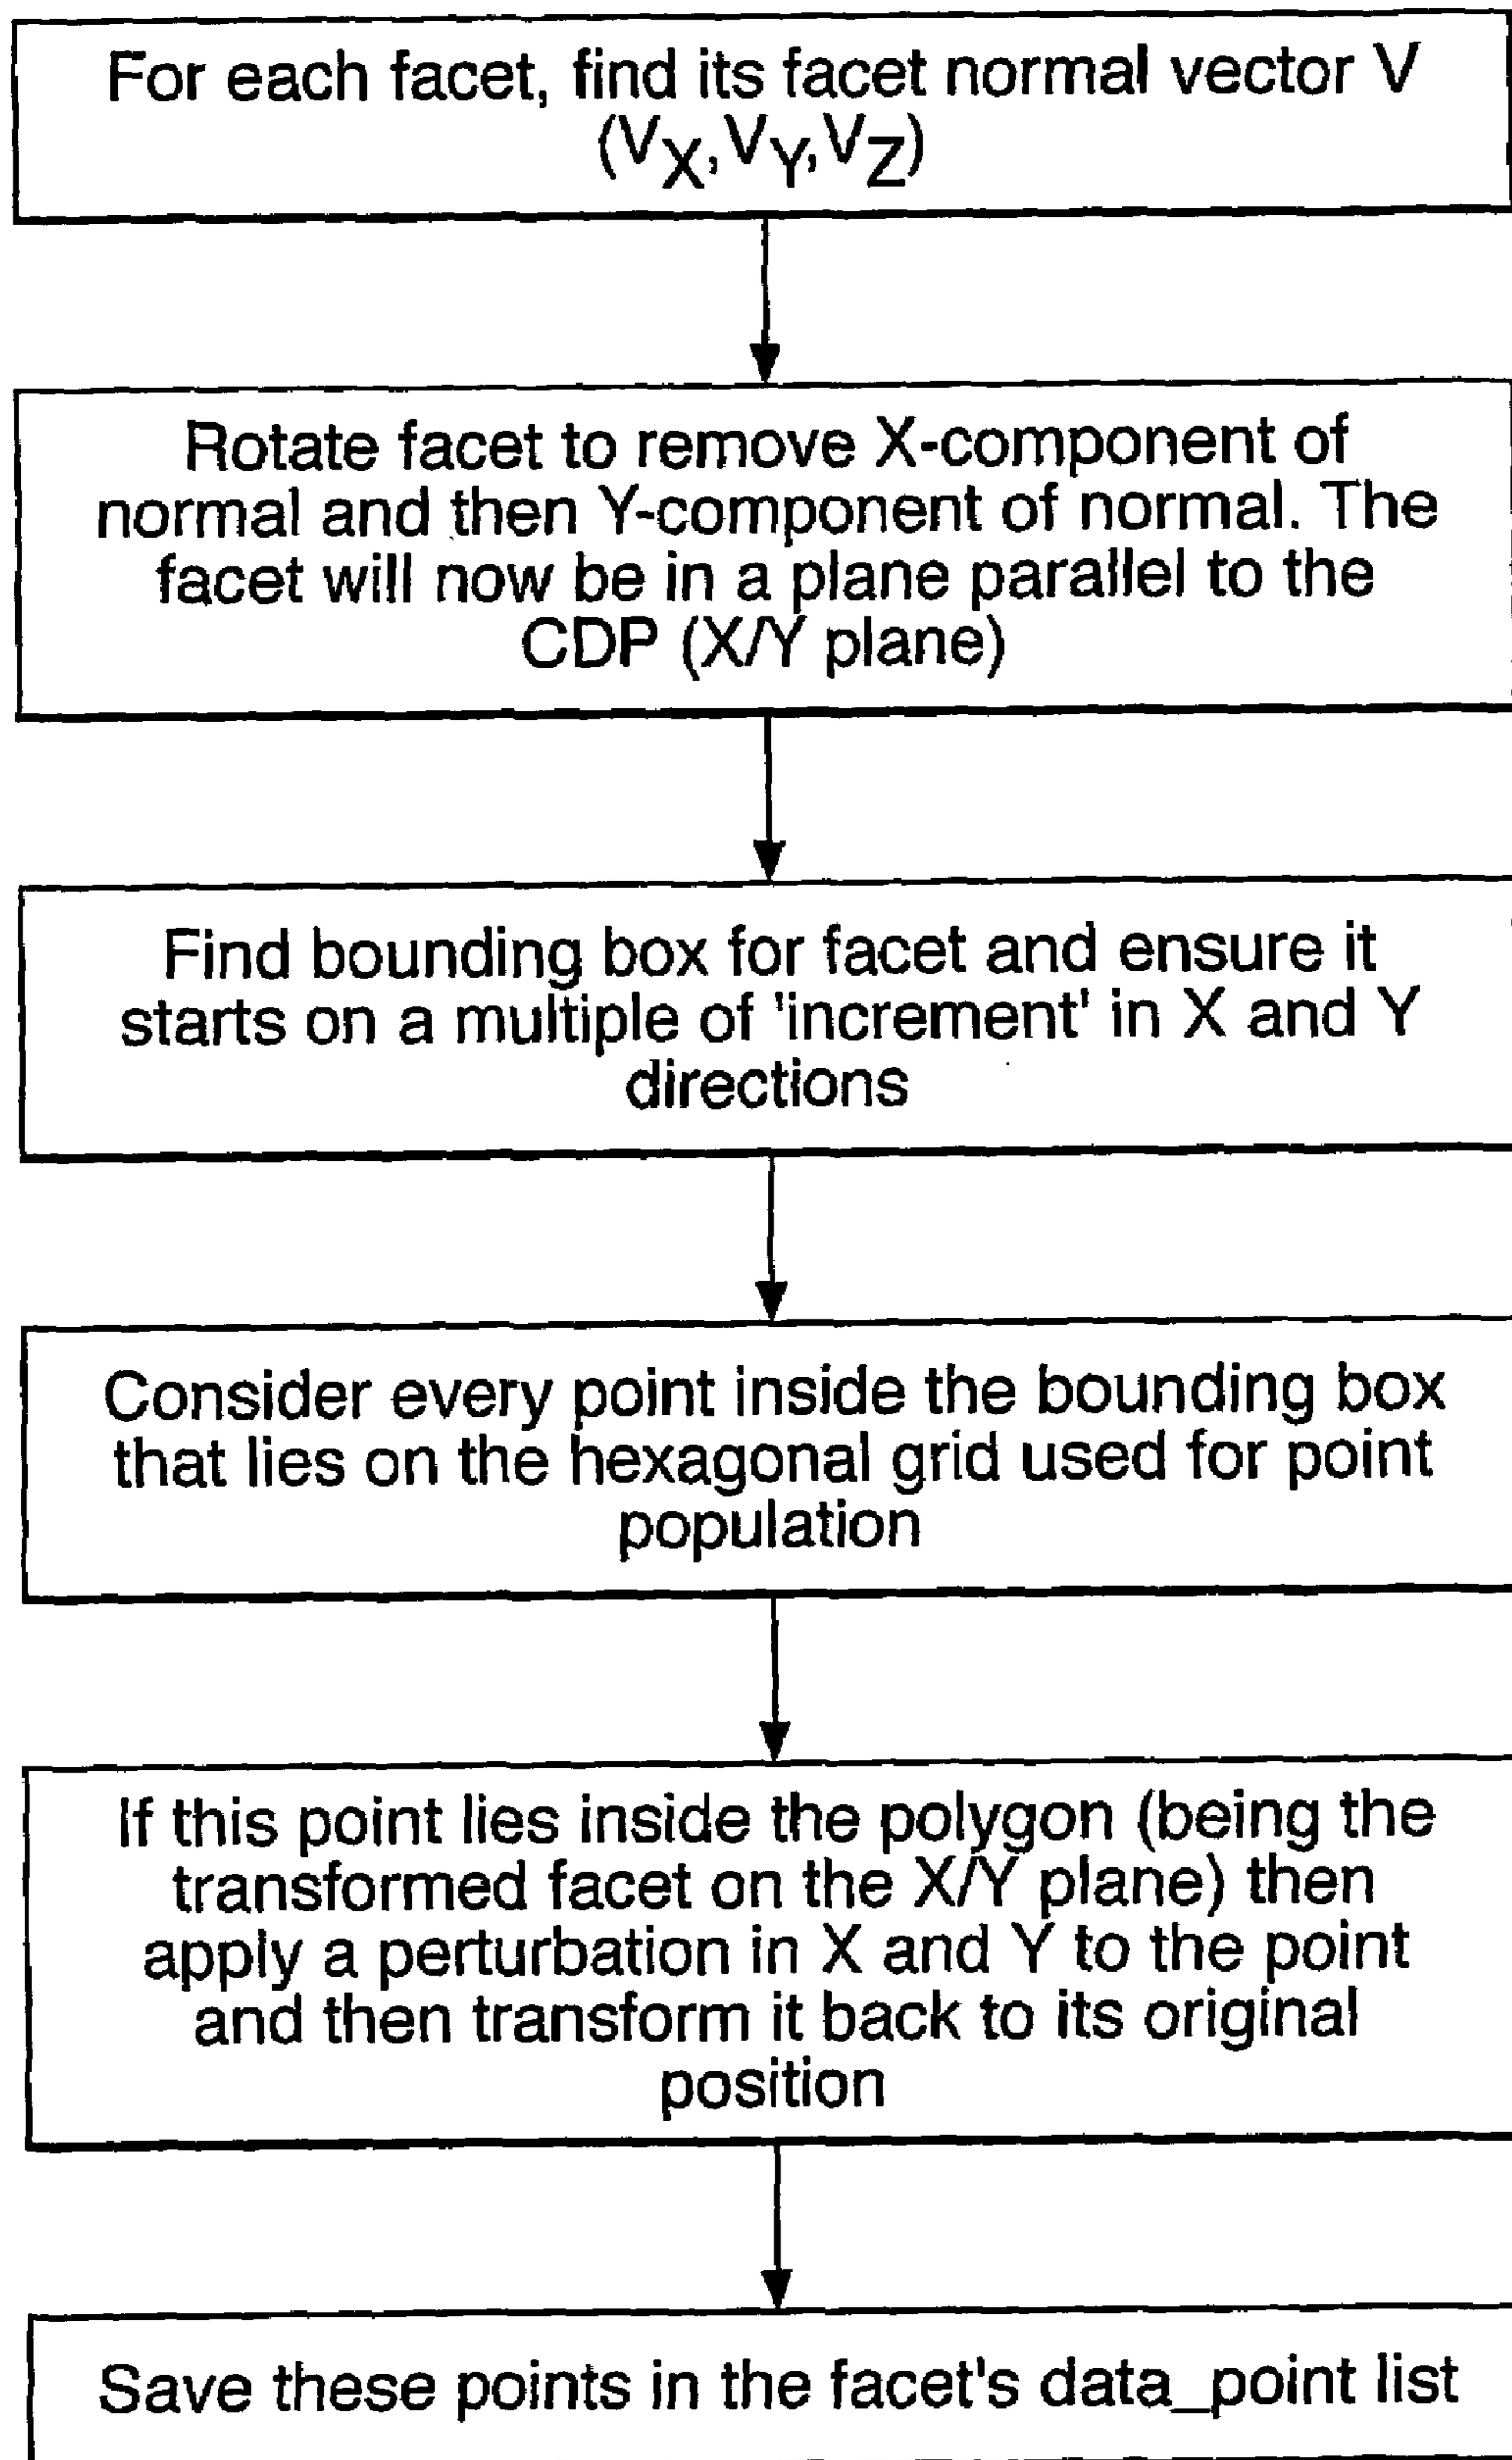 For each facet, find its facet normal vector V
(VX,VY,VZ)
Rotate facet to remove X-component of
normal and then Y-component of normal. The
facet will now be in a plane parallel to the
CDP (X/Y plane)
Find bounding box for facet and ensure it
starts on a multiple of 'increment' in X and Y
directions
Consider every point inside the bounding box
that lies on the hexagonal grid used for point
population
If this point lies inside the polygon (being the
transformed facet on the X/Y plane) then
apply a perturbation in X and Y to the point
and then transform it back to its original
position
Save these points in the facet's data_point list